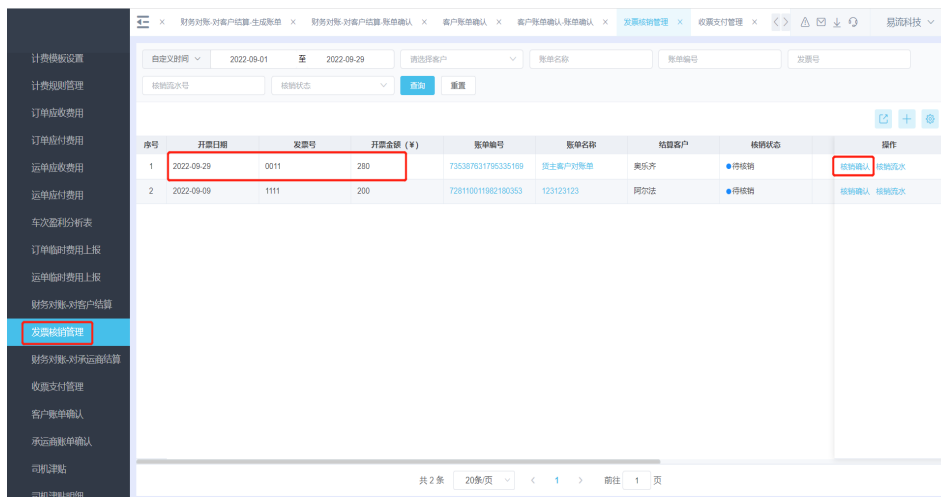 财务对账-对客户结算-生成账单 × 财务对账-对客户结算-账单确认 × 客户账单确认 × 客户账单确认-账单确认 × 发票核销管理 × 收票支付管理 × 易流科技
计费模板设置
计费规则管理
订单应收费用
订单应付费用
运单应收费用
运单应付费用
车次盈利分析表
订单临时费用上报
运单临时费用上报
财务对账-对客户结算
发票核销管理
财务对账-对承运商结算
收票支付管理
客户账单确认
承运商账单确认
司机津贴
司机津贴明细
自定义时间 2022-09-01 至 2022-09-29 请选择客户 账单名称 账单编号 发票号
核销流水号 核销状态 查询 重置
序号 开票日期 发票号 开票金额 (¥) 账单编号 账单名称 结算客户 核销状态 操作
1 2022-09-29 0011 280 735387631795335169 货主客户对账单 奥乐齐 待核销 核销确认 核销流水
2 2022-09-09 1111 200 728110011982180353 123123123 阿尔法 待核销 核销确认 核销流水
共 2 条 20条/页 < 1 > 前往 1 页